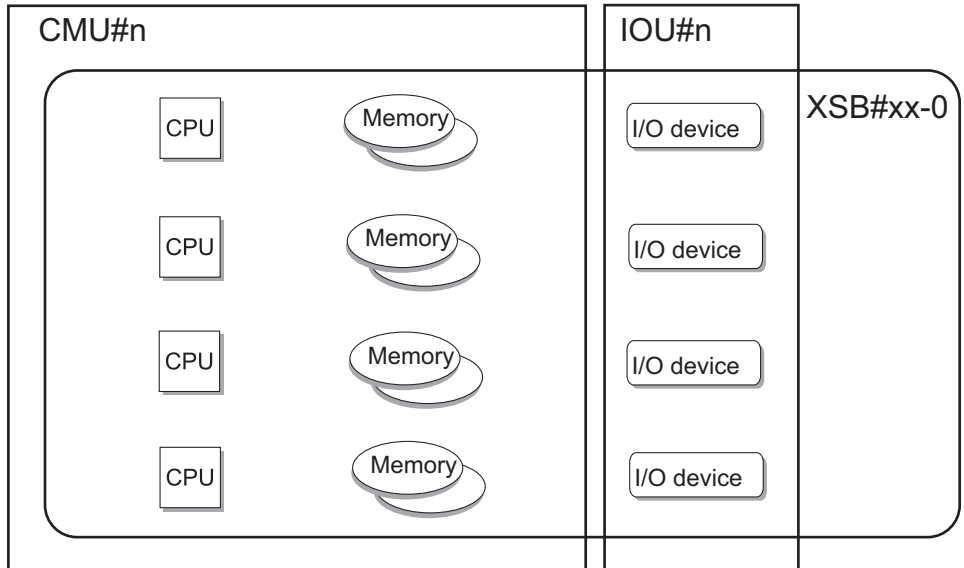 CMU#n
IOU#n
XSB#xx-0
CPU
Memory
I/O device
CPU
Memory
I/O device
CPU
Memory
I/O device
CPU
Memory
I/O device